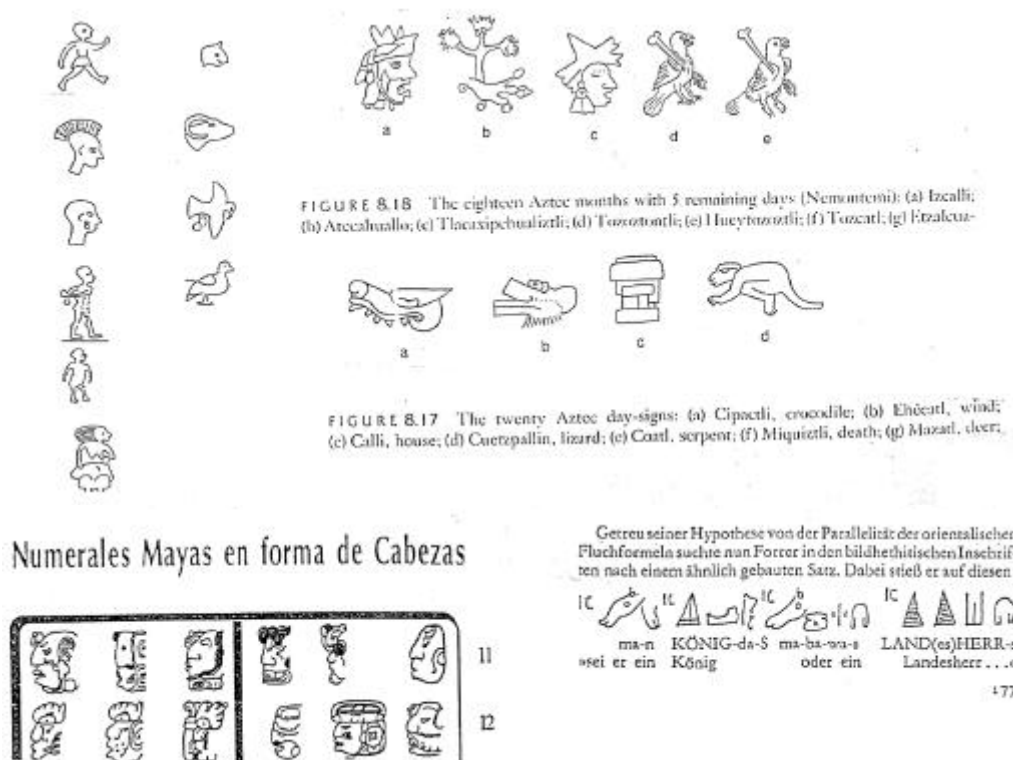 a b c d e
FIGURE 8.18 The eighteen Aztec months with 5 remaining days (Nemontemi): (a) Izcalli;
(b) Atecahuallo; (c) Tlacaxipehualiztli; (d) Tozoztontli; (e) Hueytozoztli; (f) Tozcatl; (g) Etzalcua-
a b c d
FIGURE 8.17 The twenty Aztec day-signs: (a) Cipactli, crocodile; (b) Ehécatl, wind;
(c) Calli, house; (d) Cuetzpallin, lizard; (e) Coatl, serpent; (f) Miquiztli, death; (g) Mazatl, deer;
Numerales Mayas en forma de Cabezas
11
12
Getreu seiner Hypothese von der Parallelität der orientalischen
Fluchformeln suchte nun Forrer in den bildhethitischen Inschrif-
ten nach einem ähnlich gebauten Satz. Dabei stieß er auf diesen
ma-n KÖNIG-da-S ma-ba-wa-s LAND(es)HERR-s
»sei er ein König oder ein Landesherr . . .
177